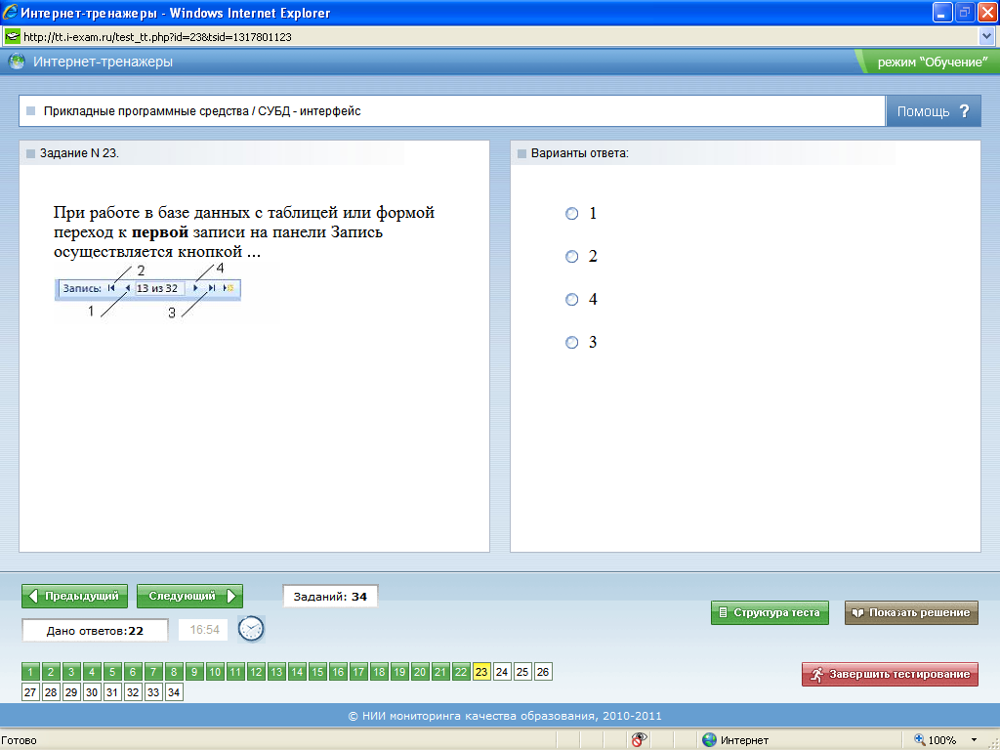 Интернет-тренажеры - Windows Internet Explorer
http://tt.i-exam.ru/test_tt.php?id=23&tsid=1317801123
Интернет-тренажеры
режим “Обучение”
Прикладные программные средства / СУБД - интерфейс
Помощь ?
Задание N 23.
При работе в базе данных с таблицей или формой
переход к первой записи на панели Запись
осуществляется кнопкой ...
2 4
Запись: 13 из 32
1 3
Варианты ответа:
1
2
4
3
Предыдущий Следующий Заданий: 34
Дано ответов:22 16:54
Структура теста Показать решение
1 2 3 4 5 6 7 8 9 10 11 12 13 14 15 16 17 18 19 20 21 22 23 24 25 26
27 28 29 30 31 32 33 34
Завершить тестирование
© НИИ мониторинга качества образования, 2010-2011
Готово Интернет 100%